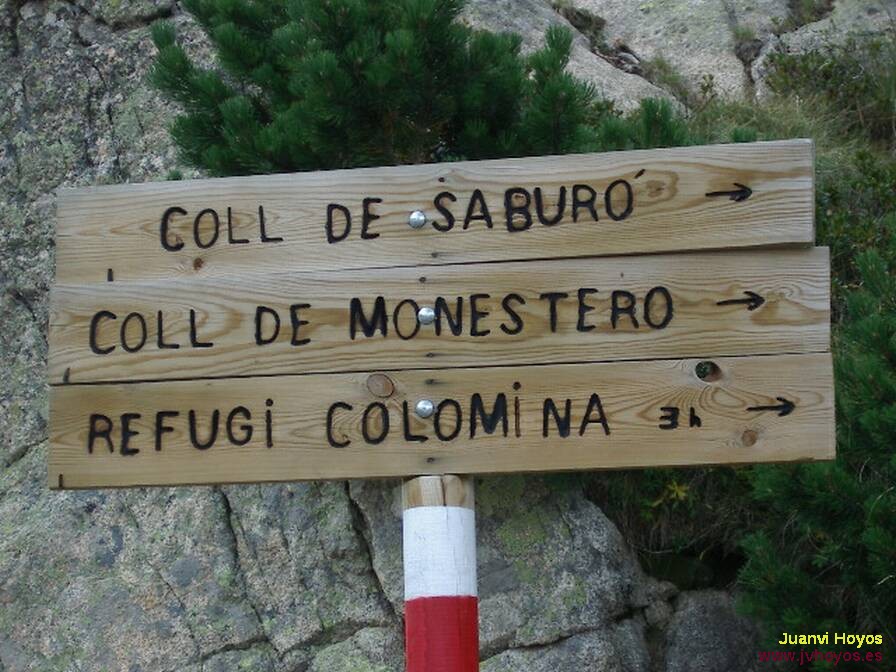 COLL DE SABURÓ →
COLL DE MONESTERO →
REFUGi COLOMiNA 3h →
Juanvi Hoyos
www.jvhoyos.es